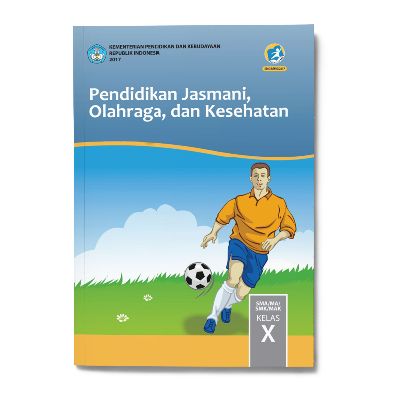 KEMENTERIAN PENDIDIKAN DAN KEBUDAYAAN
REPUBLIK INDONESIA
2017
Pendidikan Jasmani,
Olahraga, dan Kesehatan
SMA/MA/
SMK/MAK
KELAS
X